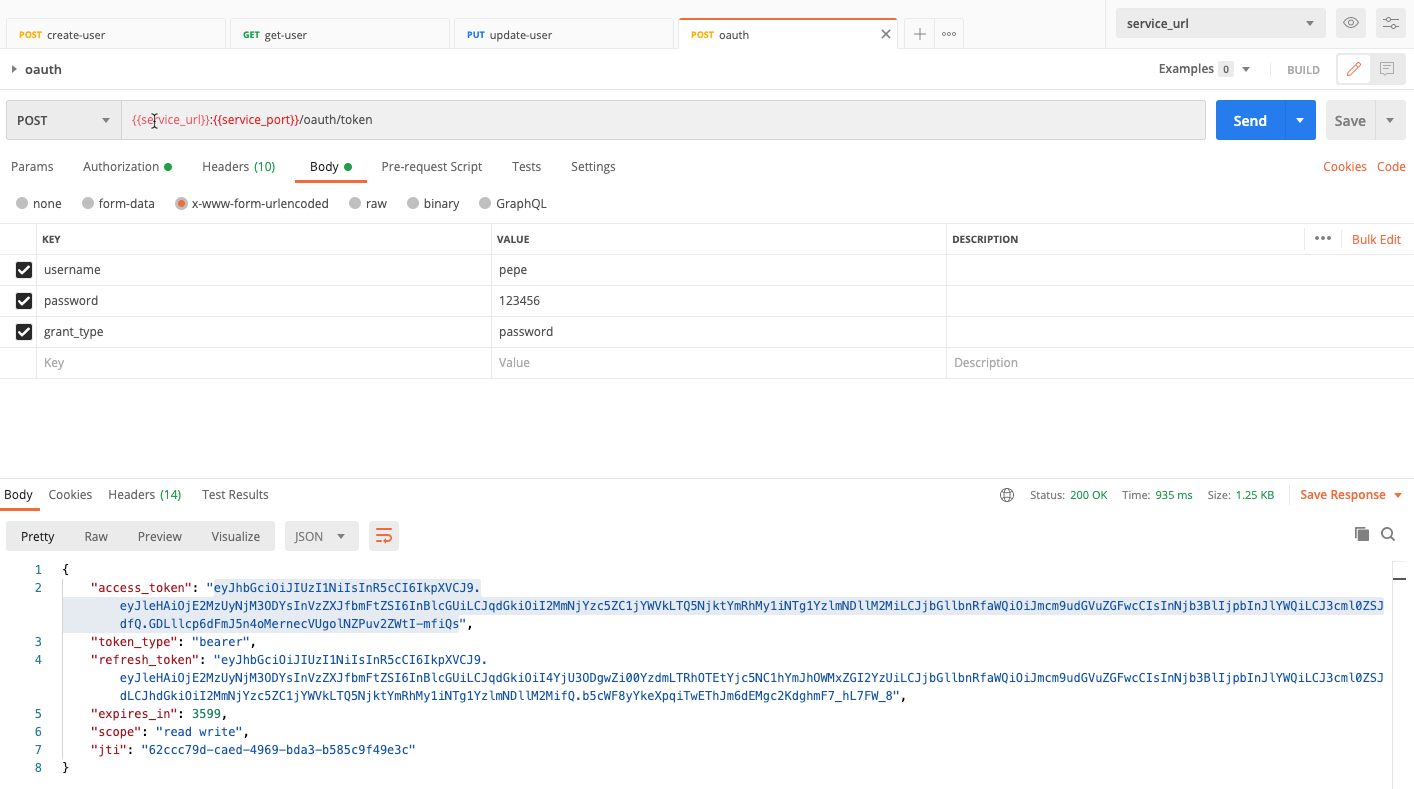 POST create-user
GET get-user
PUT update-user
POST oauth
service_url
oauth
Examples 0
BUILD
POST
{{service_url}}:{{service_port}}/oauth/token
Send
Save
Params Authorization Headers (10) Body Pre-request Script Tests Settings Cookies Code
none form-data x-www-form-urlencoded raw binary GraphQL
KEY VALUE DESCRIPTION Bulk Edit
username pepe
password 123456
grant_type password
Key Value Description
Body Cookies Headers (14) Test Results Status: 200 OK Time: 935 ms Size: 1.25 KB Save Response
Pretty Raw Preview Visualize JSON
1 {
2 "access_token": "eyJhbGciOiJIUzI1NiIsInR5cCI6IkpXVCJ9.
eyJleHAiOjE2MzUyNjM3ODYsInVzZXJfbmFtZSI6InBlcGUiLCJqdGkiOiI2MmNjYzc5ZC1jYWVkLTQ5NjktYmRhMy1iNTg1YzlmNDllM2MiLCJjbGllbnRfaWQiOiJmcm9udGVuZGFwcCIsInNjb3BlIjpbInJlYWQiLCJ3cml0ZSJ
dfQ.GDLllcp6dFmJ5n4oMernecVUgolNZPuv2ZWtI-mfiQs",
3 "token_type": "bearer",
4 "refresh_token": "eyJhbGciOiJIUzI1NiIsInR5cCI6IkpXVCJ9.
eyJleHAiOjE2MzUyNjM3ODYsInVzZXJfbmFtZSI6InBlcGUiLCJqdGkiOiI4YjU3ODgwZi00YzdmLTRhOTEtYjc5NC1hYmJhOWMxZGI2YzUiLCJjbGllbnRfaWQiOiJmcm9udGVuZGFwcCIsInNjb3BlIjpbInJlYWQiLCJ3cml0ZSJ
dLCJhdGkiOiI2MmNjYzc5ZC1jYWVkLTQ5NjktYmRhMy1iNTg1YzlmNDllM2MifQ.b5cWF8yYkeXpqiTwEThJm6dEMgc2KdghmF7_hL7FW_8",
5 "expires_in": 3599,
6 "scope": "read write",
7 "jti": "62ccc79d-caed-4969-bda3-b585c9f49e3c"
8 }